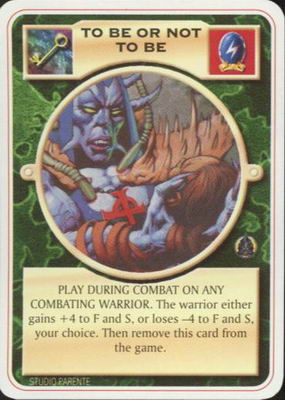 TO BE OR NOT
TO BE
PLAY DURING COMBAT ON ANY
COMBATING WARRIOR. The warrior either
gains +4 to F and S, or loses –4 to F and S,
your choice. Then remove this card from
the game.
STUDIO PARENTE